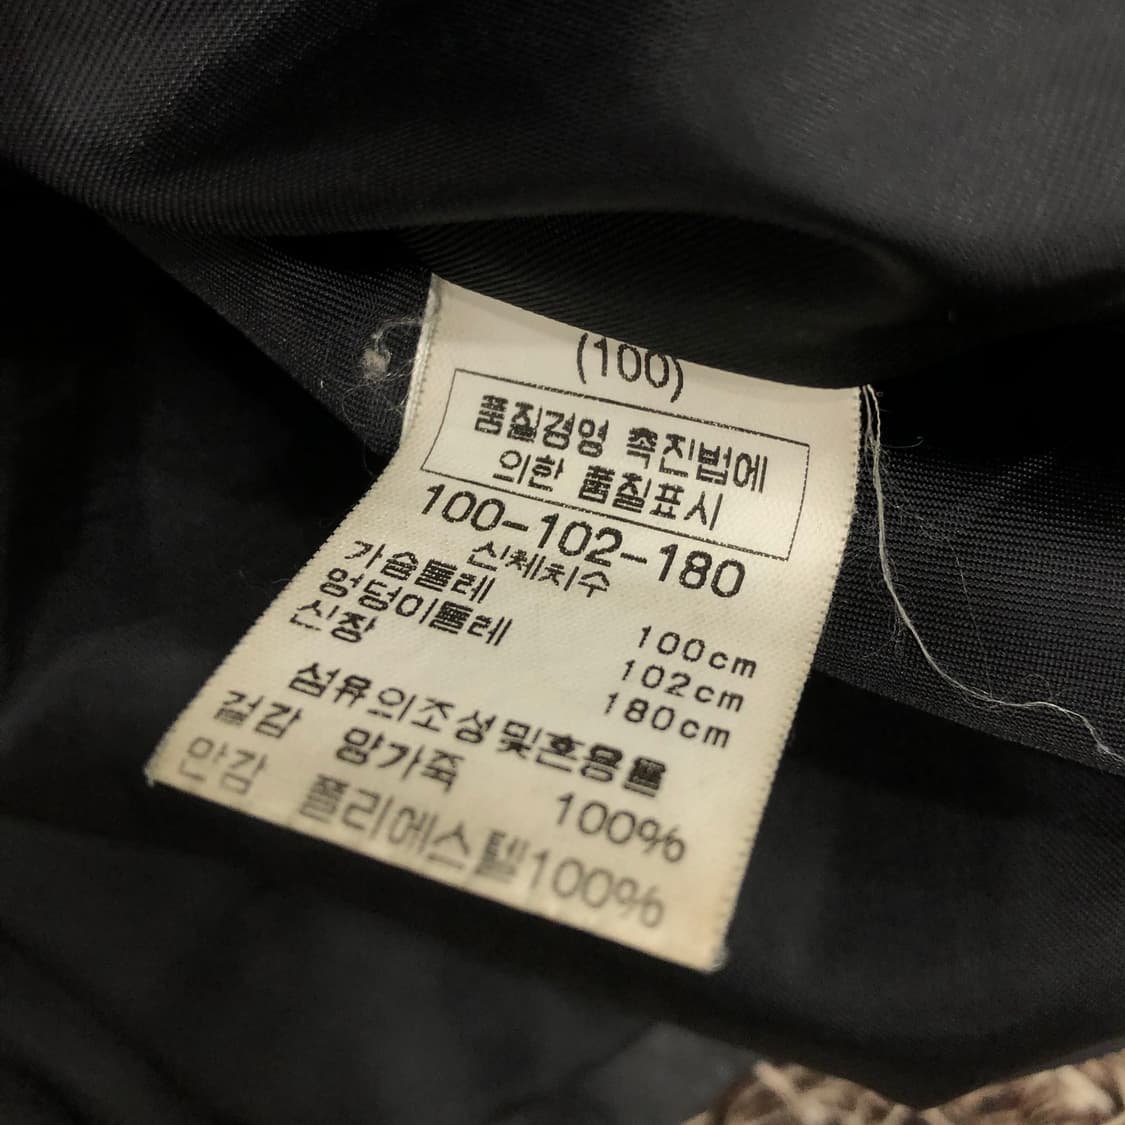 (100)
품질경영 촉진법에
의한 품질표시
100-102-180
신체치수
가슴둘레 100cm
엉덩이둘레 102cm
신장 180cm
섬유의조성및혼용율
겉감 양가죽 100%
안감 폴리에스텔100%